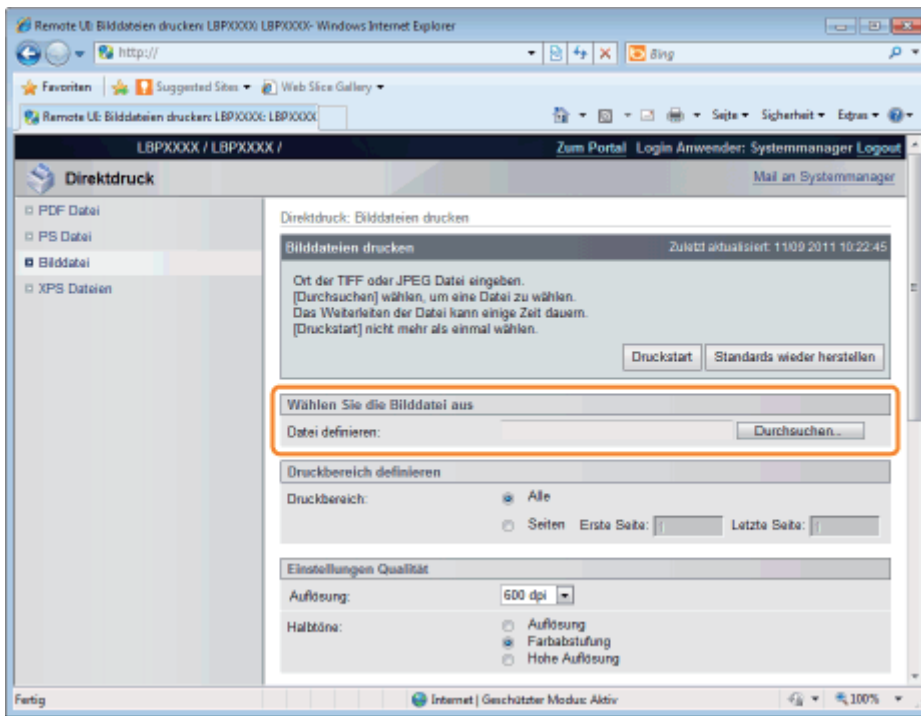 Remote UI: Bilddateien drucken: LBPXXXX: LBPXXXX- Windows Internet Explorer
http://
Bing
Favoriten Suggested Sites Web Slice Gallery
Remote UI: Bilddateien drucken: LBPXXXX: LBPXXXX Seite Sicherheit Extras
LBPXXXX / LBPXXXX / Zum Portal Login Anwender: Systemmanager Logout
Direktdruck Mail an Systemmanager
PDF Datei
PS Datei
Bilddatei
XPS Dateien
Direktdruck: Bilddateien drucken
Bilddateien drucken Zuletzt aktualisiert: 11/09 2011 10:22:45
Ort der TIFF oder JPEG Datei eingeben.
[Durchsuchen] wählen, um eine Datei zu wählen.
Das Weiterleiten der Datei kann einige Zeit dauern.
[Druckstart] nicht mehr als einmal wählen.
Druckstart Standards wieder herstellen
Wählen Sie die Bilddatei aus
Datei definieren: Durchsuchen...
Druckbereich definieren
Druckbereich: Alle
Seiten Erste Seite: 1 Letzte Seite: 1
Einstellungen Qualität
Auflösung: 600 dpi
Halbtöne: Auflösung
Farbabstufung
Hohe Auflösung
Fertig Internet | Geschützter Modus: Aktiv 100%